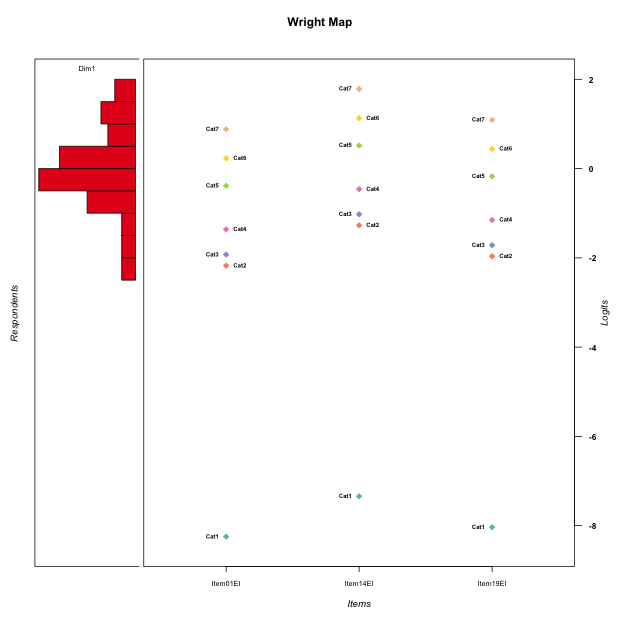 Wright Map
Dim1
Respondents
Cat7
Cat6
Cat5
Cat4
Cat3
Cat2
Cat1
Cat7
Cat6
Cat5
Cat4
Cat3
Cat2
Cat1
Cat7
Cat6
Cat5
Cat4
Cat3
Cat2
Cat1
2
0
-2
-4
-6
-8
Logits
Item01EI
Item14EI
Item19EI
Items